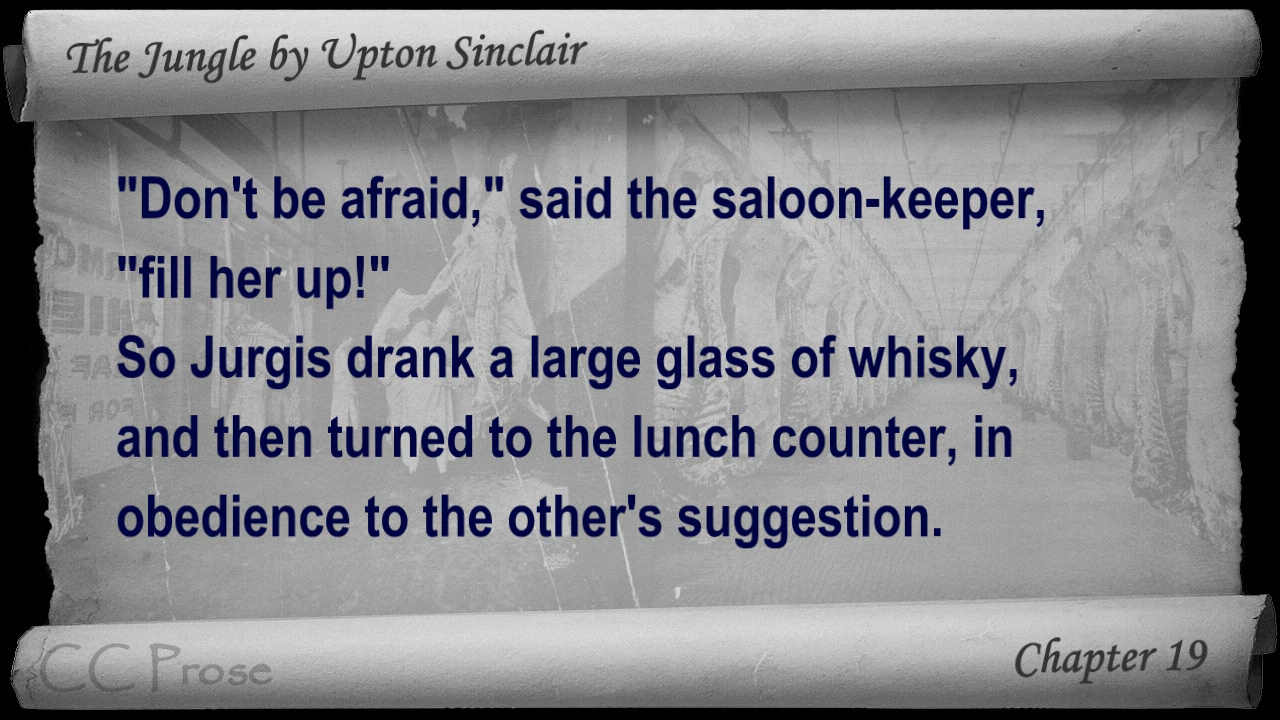 The Jungle by Upton Sinclair
"Don't be afraid," said the saloon-keeper,
"fill her up!"
So Jurgis drank a large glass of whisky,
and then turned to the lunch counter, in
obedience to the other's suggestion.
CC Prose
Chapter 19